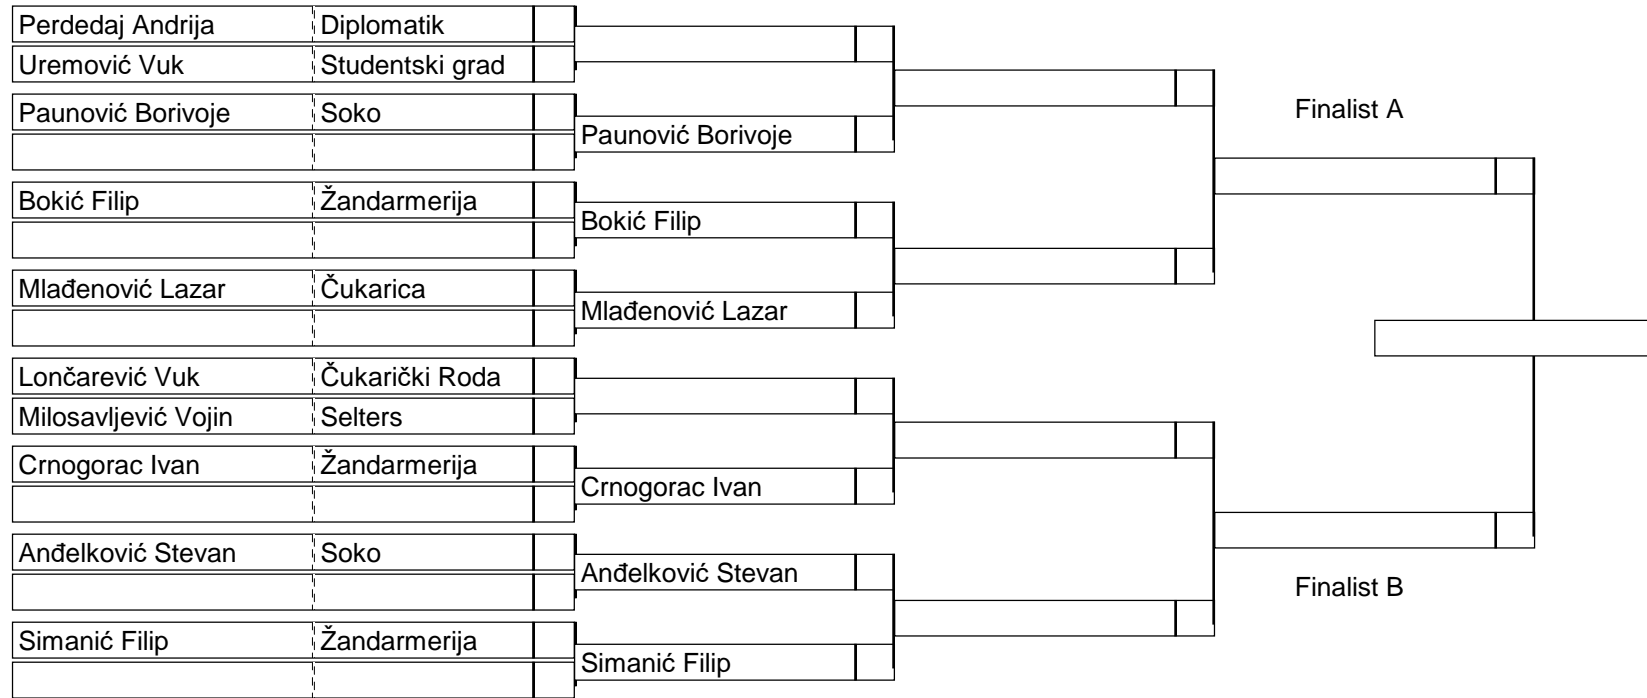 Perdedaj Andrija Diplomatik
Uremović Vuk Studentski grad
Paunović Borivoje Soko
Paunović Borivoje
Bokić Filip Žandarmerija
Bokić Filip
Mlađenović Lazar Čukarica
Mlađenović Lazar
Lončarević Vuk Čukarički Roda
Milosavljević Vojin Selters
Crnogorac Ivan Žandarmerija
Crnogorac Ivan
Anđelković Stevan Soko
Anđelković Stevan
Simanić Filip Žandarmerija
Simanić Filip
Finalist A
Finalist B